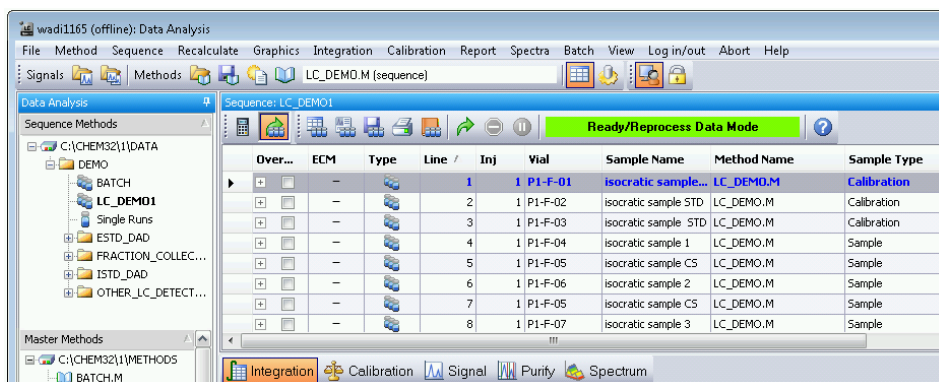 wadi1165 (offline): Data Analysis
File Method Sequence Recalculate Graphics Integration Calibration Report Spectra Batch View Log in/out Abort Help
Signals Methods LC_DEMO.M (sequence)
Data Analysis
Sequence: LC_DEMO1
Sequence Methods
Ready/Reprocess Data Mode
C:\CHEM32\1\DATA
DEMO
BATCH
LC_DEMO1
Single Runs
ESTD_DAD
FRACTION_COLLEC...
ISTD_DAD
OTHER_LC_DETECT...
Master Methods
C:\CHEM32\1\METHODS
BATCH.M
Over... ECM Type Line / Inj Vial Sample Name Method Name Sample Type
– 1 1 P1-F-01 isocratic sample... LC_DEMO.M Calibration
– 2 1 P1-F-02 isocratic sample STD LC_DEMO.M Calibration
– 3 1 P1-F-03 isocratic sample STD LC_DEMO.M Calibration
– 4 1 P1-F-04 isocratic sample 1 LC_DEMO.M Sample
– 5 1 P1-F-05 isocratic sample CS LC_DEMO.M Sample
– 6 1 P1-F-06 isocratic sample 2 LC_DEMO.M Sample
– 7 1 P1-F-05 isocratic sample CS LC_DEMO.M Sample
– 8 1 P1-F-07 isocratic sample 3 LC_DEMO.M Sample
Integration Calibration Signal Purify Spectrum